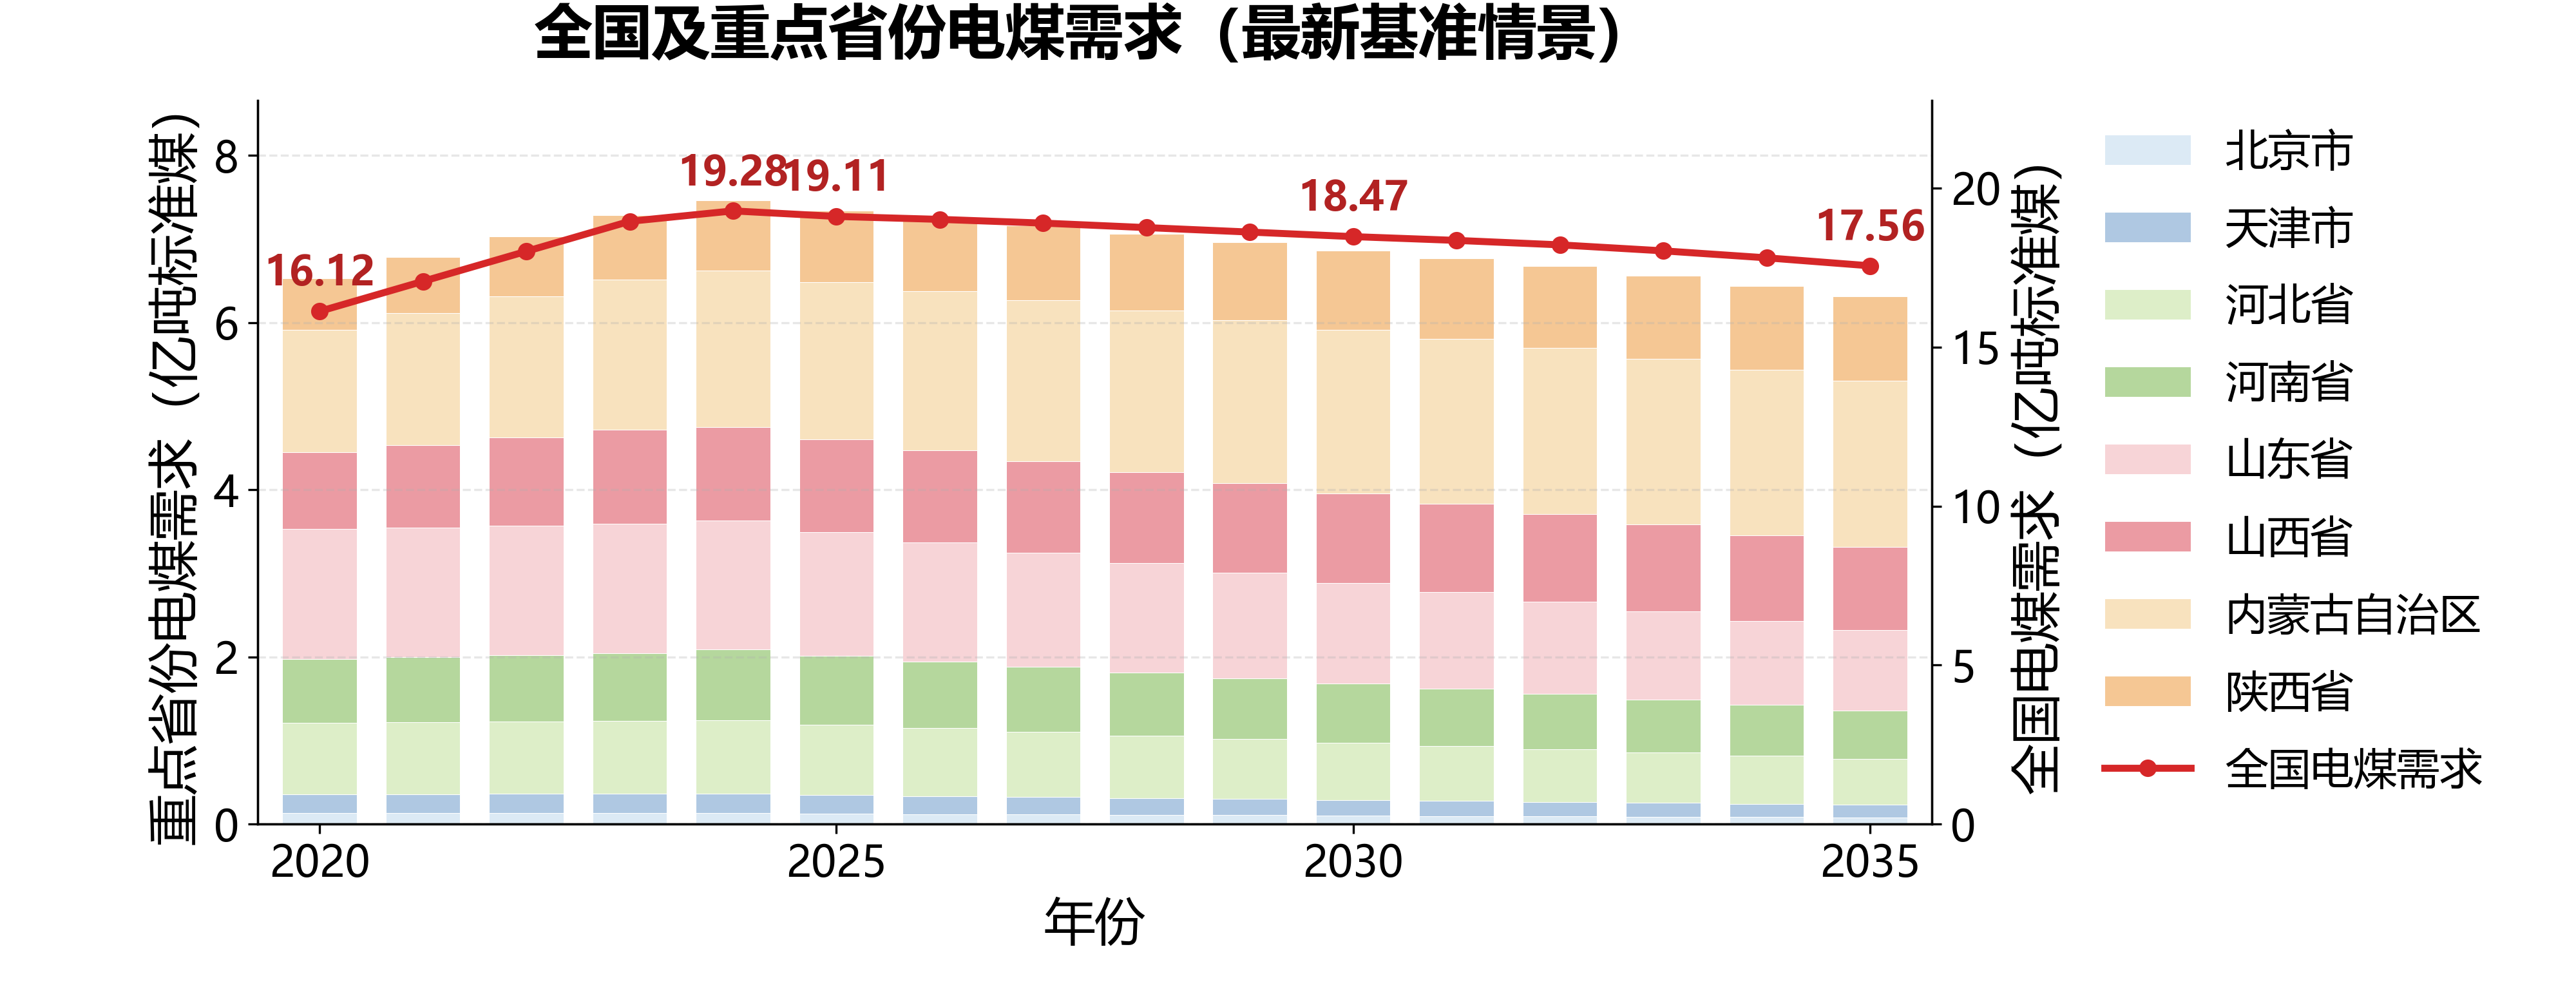 全国及重点省份电煤需求（最新基准情景）
重点省份电煤需求（亿吨标准煤）
8
6
4
2
0
16.12
19.28
19.11
18.47
17.56
20
15
10
5
0
全国电煤需求（亿吨标准煤）
2020
2025
2030
2035
年份
北京市
天津市
河北省
河南省
山东省
山西省
内蒙古自治区
陕西省
全国电煤需求